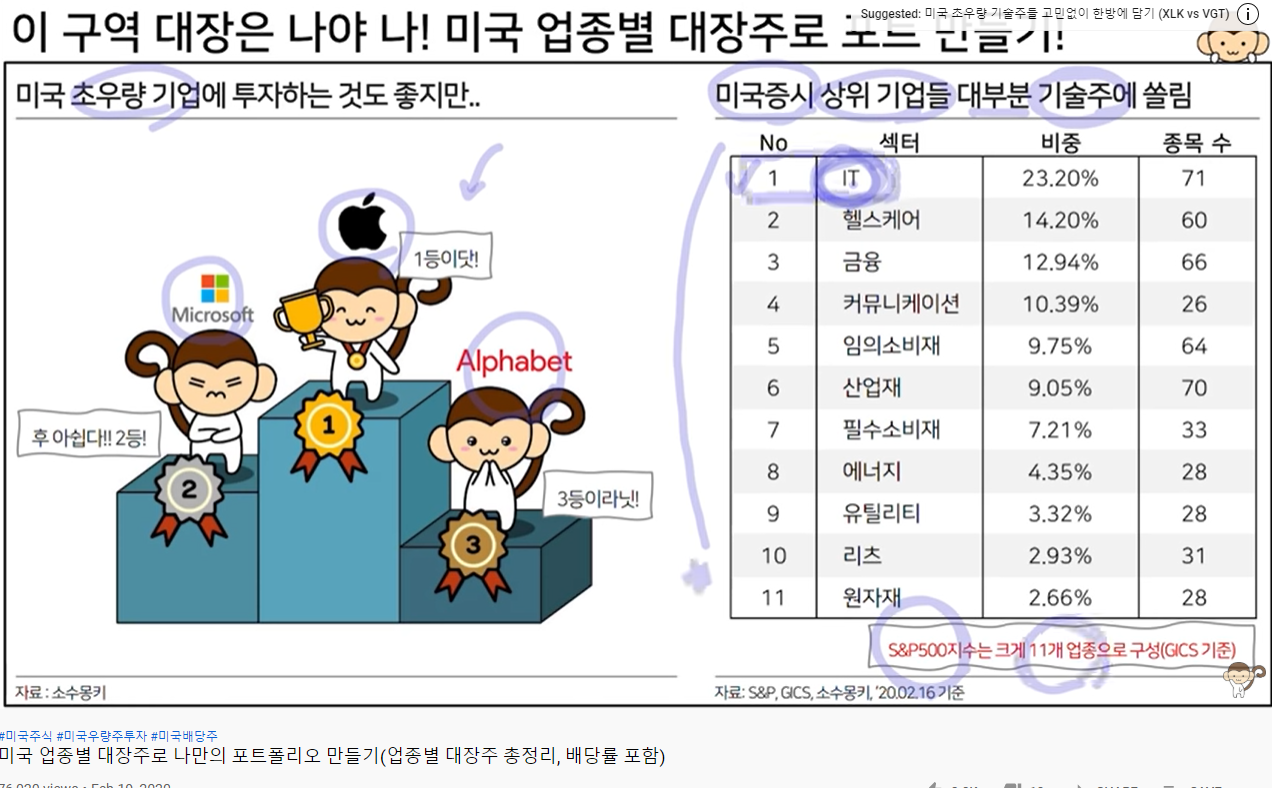 Suggested: 미국 초우량 기술주들 고민없이 한방에 담기 (XLK vs VGT)
이 구역 대장은 나야 나! 미국 업종별 대장주로 포트 만들기!
미국 초우량 기업에 투자하는 것도 좋지만..
Microsoft
1등이닷!
Alphabet
후 아쉽다!! 2등!
3등이라닛!
1
2
3
자료 : 소수몽키
미국증시 상위 기업들 대부분 기술주에 쏠림
No 섹터 비중 종목 수
1 IT 23.20% 71
2 헬스케어 14.20% 60
3 금융 12.94% 66
4 커뮤니케이션 10.39% 26
5 임의소비재 9.75% 64
6 산업재 9.05% 70
7 필수소비재 7.21% 33
8 에너지 4.35% 28
9 유틸리티 3.32% 28
10 리츠 2.93% 31
11 원자재 2.66% 28
S&P500지수는 크게 11개 업종으로 구성(GICS 기준)
자료: S&P, GICS, 소수몽키, '20.02.16 기준
#미국주식 #미국우량주투자 #미국배당주
미국 업종별 대장주로 나만의 포트폴리오 만들기(업종별 대장주 총정리, 배당률 포함)